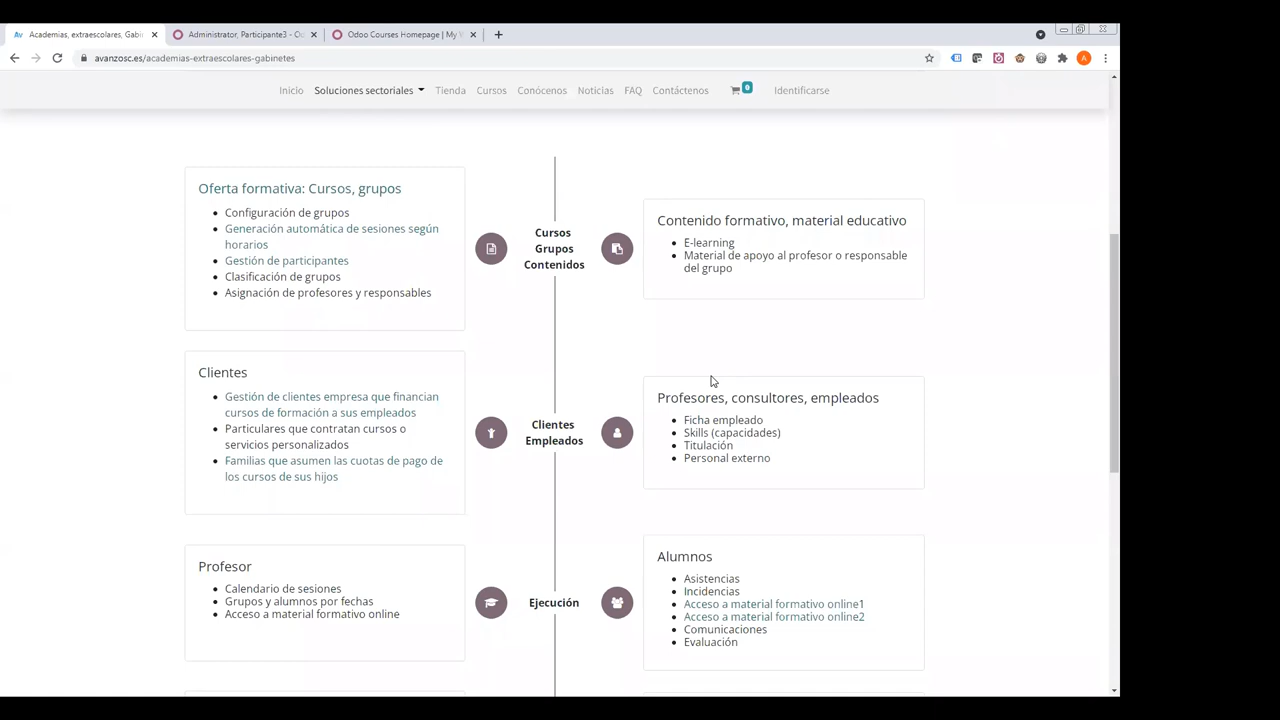 Academias, extraescolares, Gabi
Administrator, Participante3 - Od
Odoo Courses Homepage | My W
avanzosc.es/academias-extraescolares-gabinetes
A
Inicio
Soluciones sectoriales
Tienda
Cursos
Conócenos
Noticias
FAQ
Contáctenos
0
Identificarse
Oferta formativa: Cursos, grupos
Configuración de grupos
Generación automática de sesiones según
horarios
Gestión de participantes
Clasificación de grupos
Asignación de profesores y responsables
Cursos
Grupos
Contenidos
Contenido formativo, material educativo
E-learning
Material de apoyo al profesor o responsable
del grupo
Clientes
Gestión de clientes empresa que financian
cursos de formación a sus empleados
Particulares que contratan cursos o
servicios personalizados
Familias que asumen las cuotas de pago de
los cursos de sus hijos
Clientes
Empleados
Profesores, consultores, empleados
Ficha empleado
Skills (capacidades)
Titulación
Personal externo
Profesor
Calendario de sesiones
Grupos y alumnos por fechas
Acceso a material formativo online
Ejecución
Alumnos
Asistencias
Incidencias
Acceso a material formativo online1
Acceso a material formativo online2
Comunicaciones
Evaluación